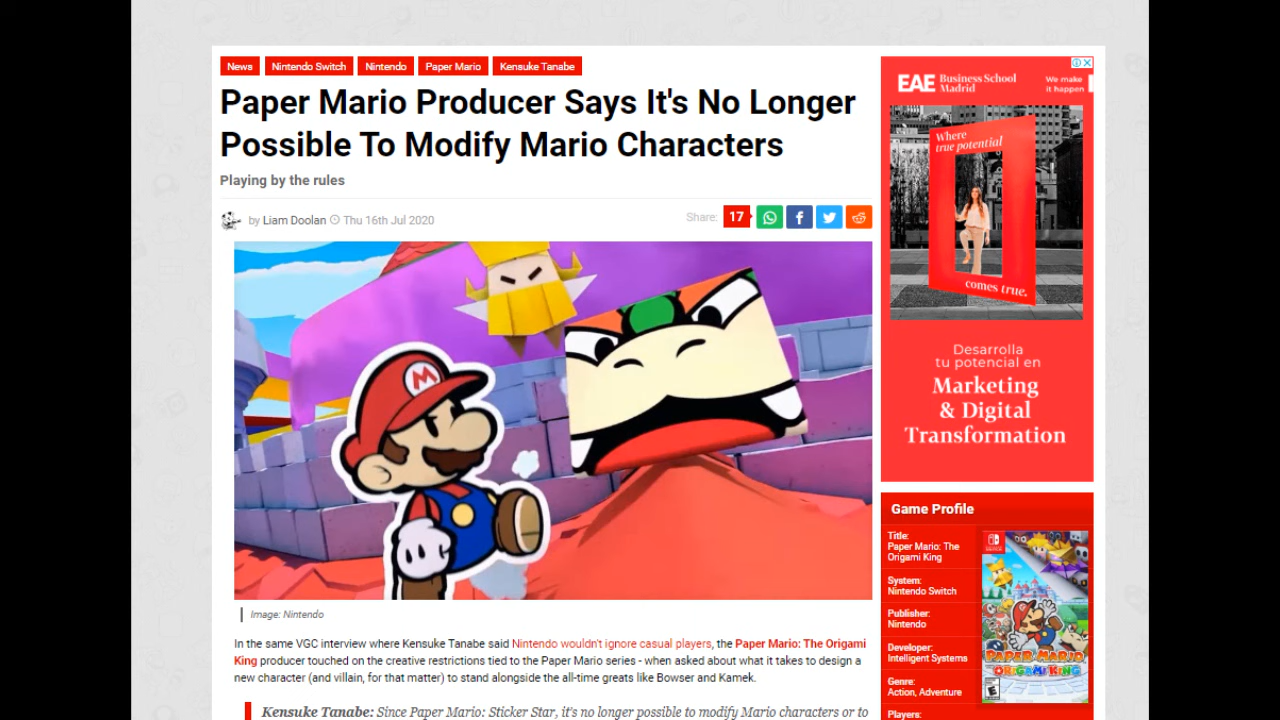 News
Nintendo Switch
Nintendo
Paper Mario
Kensuke Tanabe
Paper Mario Producer Says It's No Longer
Possible To Modify Mario Characters
Playing by the rules
by Liam Doolan Thu 16th Jul 2020
Share: 17
M
Image: Nintendo
In the same VGC interview where Kensuke Tanabe said Nintendo wouldn't ignore casual players, the Paper Mario: The Origami
King producer touched on the creative restrictions tied to the Paper Mario series - when asked about what it takes to design a
new character (and villain, for that matter) to stand alongside the all-time greats like Bowser and Kamek.
Kensuke Tanabe: Since Paper Mario: Sticker Star, it's no longer possible to modify Mario characters or to
EAE Business School
Madrid
We make
it happen
Where
true potential
comes true.
Desarrolla
tu potencial en
Marketing
& Digital
Transformation
Game Profile
Title:
Paper Mario: The
Origami King
System:
Nintendo Switch
Publisher:
Nintendo
Developer:
Intelligent Systems
Genre:
Action, Adventure
Players:
PAPER MARIO
ORIGAMI KING
E